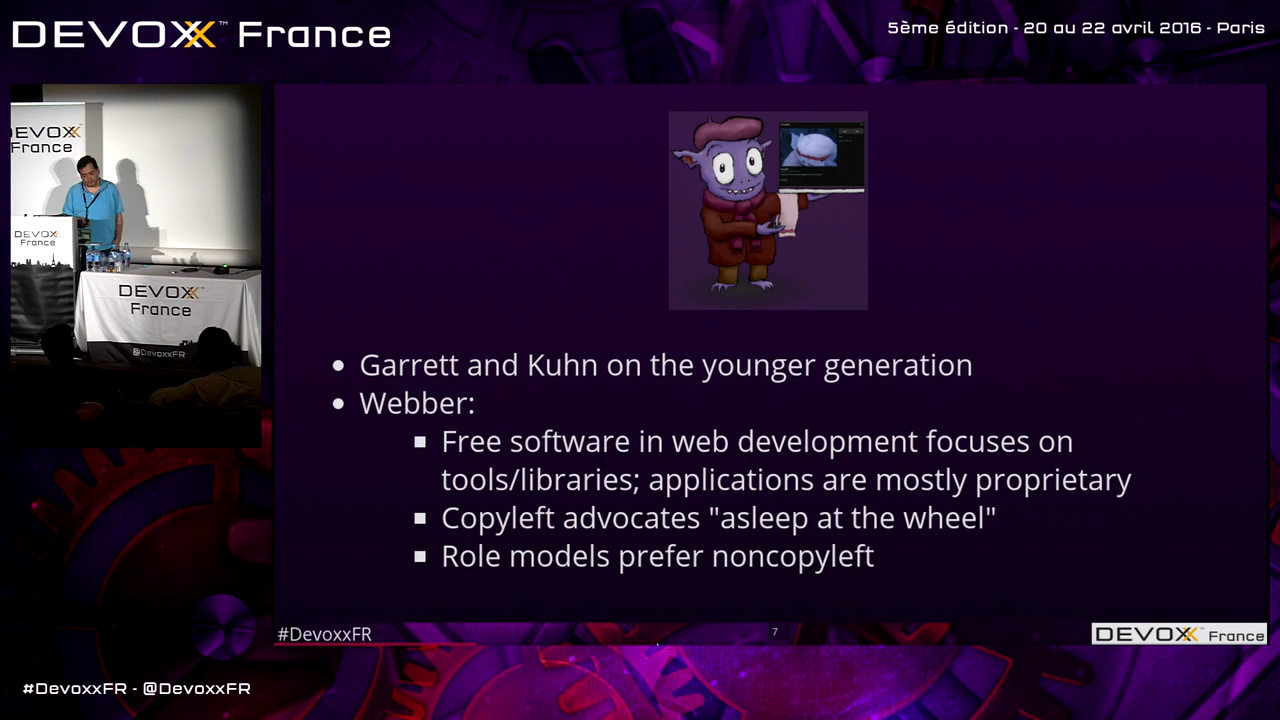 DEVOXX™ France
5ème édition - 20 au 22 avril 2016 - Paris
DEVOXX
France
DEVOXX
France
DEVOXX
France
@DevoxxFR
• Garrett and Kuhn on the younger generation
• Webber:
▪ Free software in web development focuses on
tools/libraries; applications are mostly proprietary
▪ Copyleft advocates "asleep at the wheel"
▪ Role models prefer noncopyleft
#DevoxxFR
7
DEVOXX France
#DevoxxFR - @DevoxxFR